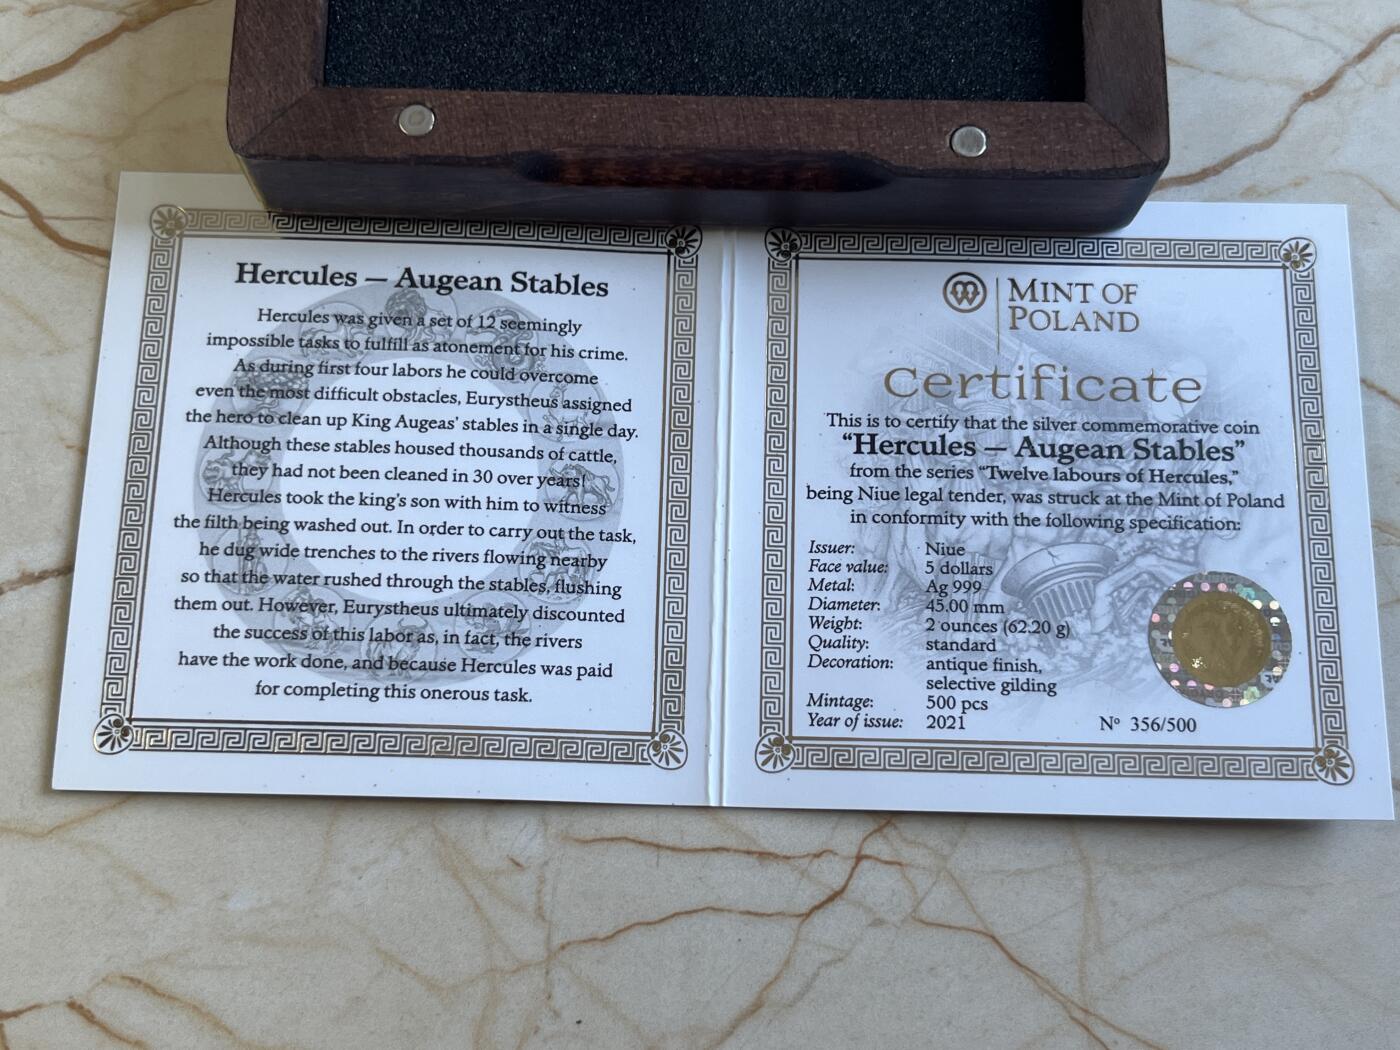 Hercules — Augean Stables
Hercules was given a set of 12 seemingly
impossible tasks to fulfill as atonement for his crime.
As during first four labors he could overcome
even the most difficult obstacles, Eurystheus assigned
the hero to clean up King Augeas' stables in a single day.
Although these stables housed thousands of cattle,
they had not been cleaned in 30 over years!
Hercules took the king's son with him to witness
the filth being washed out. In order to carry out the task,
he dug wide trenches to the rivers flowing nearby
so that the water rushed through the stables, flushing
them out. However, Eurystheus ultimately discounted
the success of this labor as, in fact, the rivers
have the work done, and because Hercules was paid
for completing this onerous task.
MINT OF
POLAND
Certificate
This is to certify that the silver commemorative coin
“Hercules — Augean Stables”
from the series “Twelve labours of Hercules,”
being Niue legal tender, was struck at the Mint of Poland
in conformity with the following specification:
Issuer: Niue
Face value: 5 dollars
Metal: Ag 999
Diameter: 45.00 mm
Weight: 2 ounces (62.20 g)
Quality: standard
Decoration: antique finish,
selective gilding
Mintage: 500 pcs
Year of issue: 2021
Nº 356/500